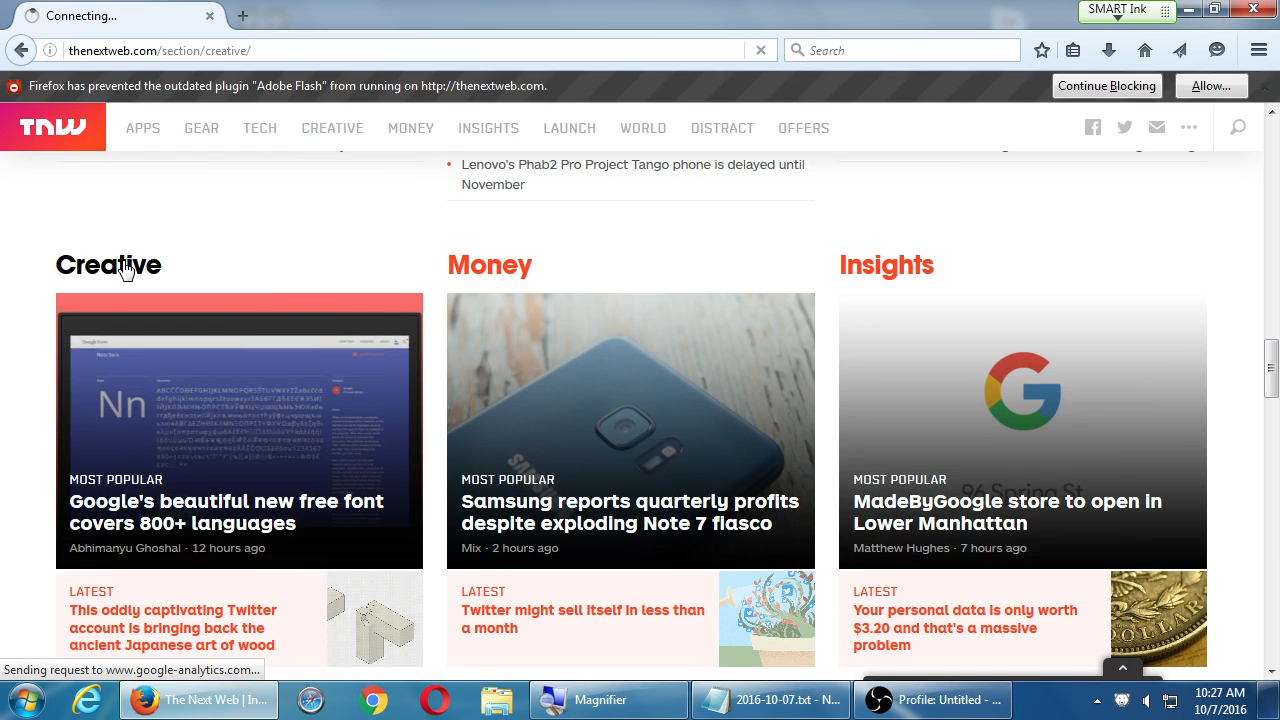 Connecting...
SMART Ink
thenextweb.com/section/creative/
Search
Firefox has prevented the outdated plugin "Adobe Flash" from running on http://thenextweb.com.
Continue Blocking
Allow...
TNW
APPS
GEAR
TECH
CREATIVE
MONEY
INSIGHTS
LAUNCH
WORLD
DISTRACT
OFFERS
Lenovo's Phab2 Pro Project Tango phone is delayed until
November
Creative
Money
Insights
Nn
MOST POPULAR
Google's beautiful new free font
covers 800+ languages
Abhimanyu Ghoshal · 12 hours ago
MOST POPULAR
Samsung reports quarterly profits
despite exploding Note 7 fiasco
Mix · 2 hours ago
G
96 Spring St
MOST POPULAR
MadeByGoogle store to open in
Lower Manhattan
Matthew Hughes · 7 hours ago
LATEST
This oddly captivating Twitter
account is bringing back the
ancient Japanese art of wood
LATEST
Twitter might sell itself in less than
a month
LATEST
Your personal data is only worth
$3.20 and that's a massive
problem
DOLLAR
Sending request to www.google-analytics.com...
The Next Web | In...
Magnifier
2016-10-07.txt - N...
Profile: Untitled - ...
10:27 AM
10/7/2016